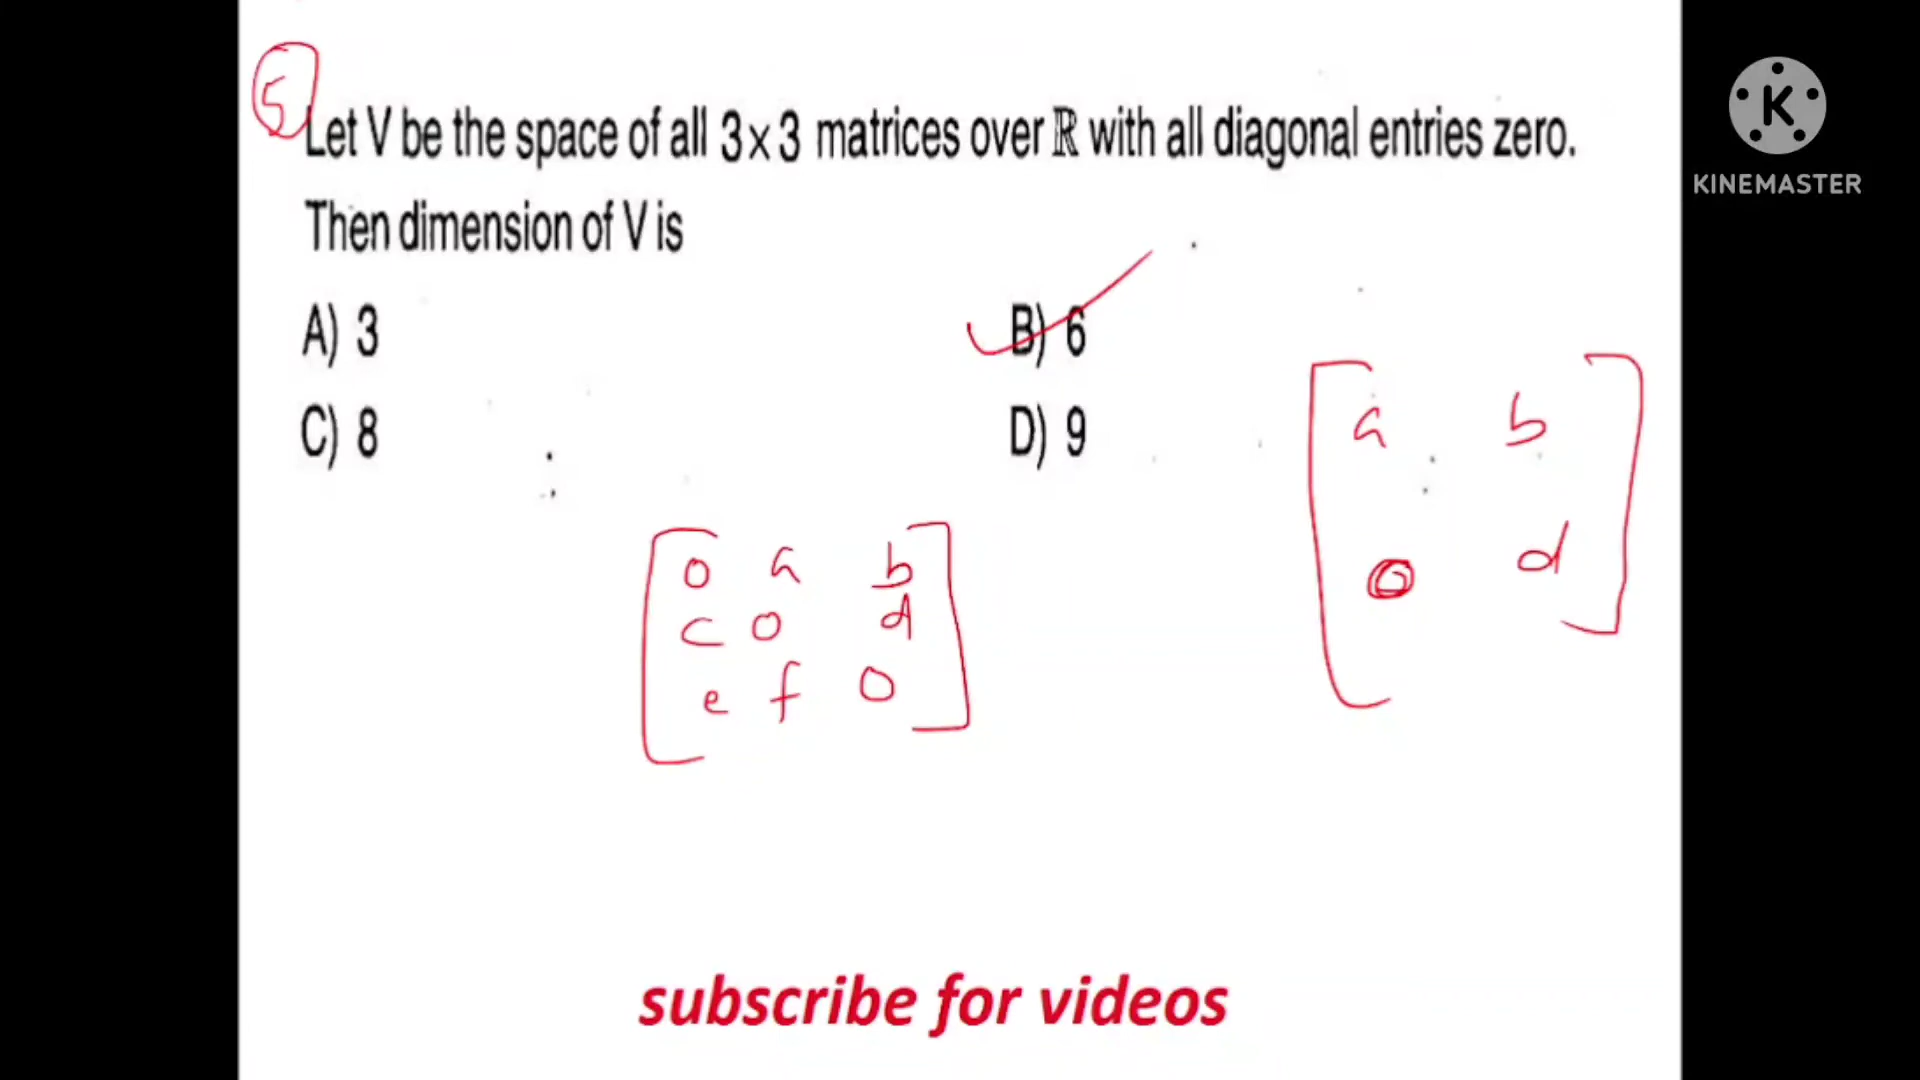 5
Let V be the space of all 3×3 matrices over ℝ with all diagonal entries zero.
Then dimension of V is
A) 3
B) 6
C) 8
D) 9
a b
0 d
0 a b
c 0 d
e f 0
subscribe for videos
K
KINEMASTER